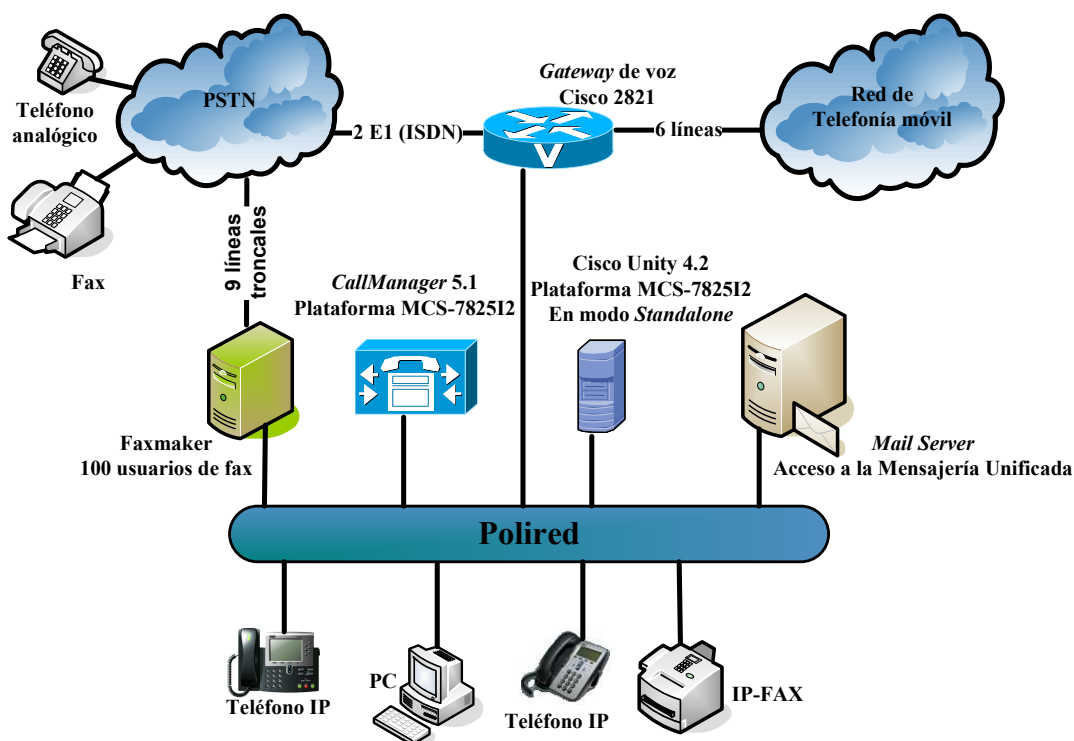 Teléfono
analógico
PSTN
Gateway de voz
Cisco 2821
Red de
Telefonía móvil
2 E1 (ISDN)
6 líneas
Fax
9 líneas
troncales
CallManager 5.1
Plataforma MCS-7825I2
Cisco Unity 4.2
Plataforma MCS-7825I2
En modo Standalone
Faxmaker
100 usuarios de fax
Mail Server
Acceso a la Mensajería Unificada
V
Polired
Teléfono IP
PC
Teléfono IP
IP-FAX